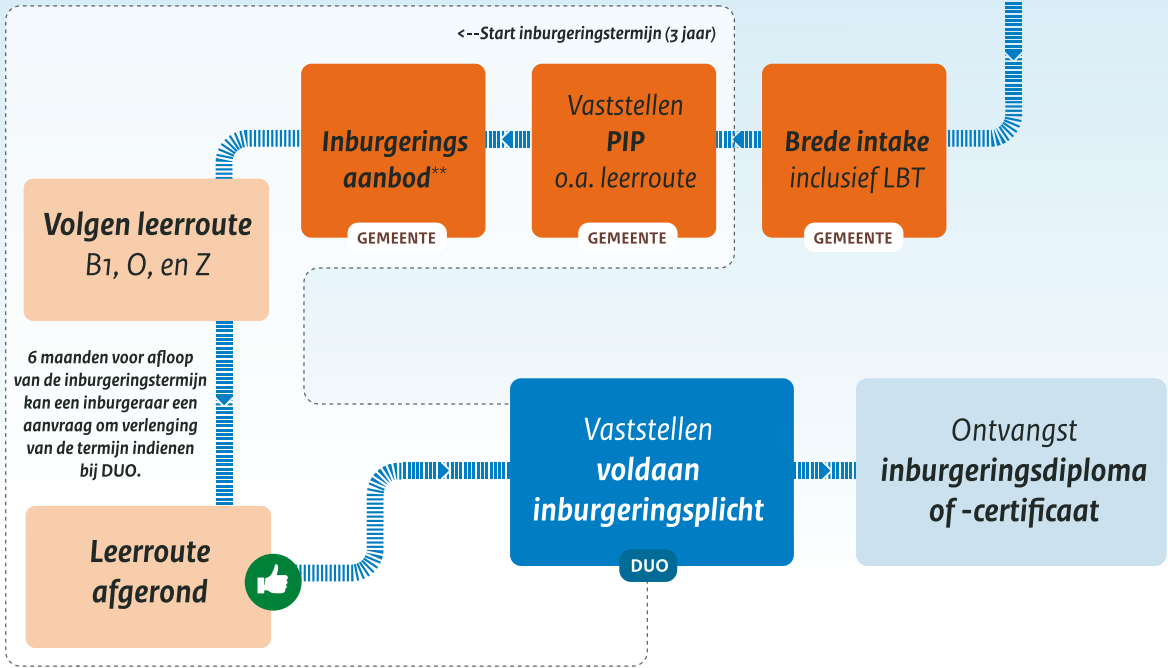 <--Start inburgeringstermijn (3 jaar)
Brede intake
inclusief LBT
GEMEENTE
Vaststellen
PIP
o.a. leerroute
GEMEENTE
Inburgerings
aanbod**
GEMEENTE
Volgen leerroute
B1, O, en Z
6 maanden voor afloop
van de inburgeringstermijn
kan een inburgeraar een
aanvraag om verlenging
van de termijn indienen
bij DUO.
Leerroute
afgerond
Vaststellen
voldaan
inburgeringsplicht
DUO
Ontvangst
inburgeringsdiploma
of -certificaat